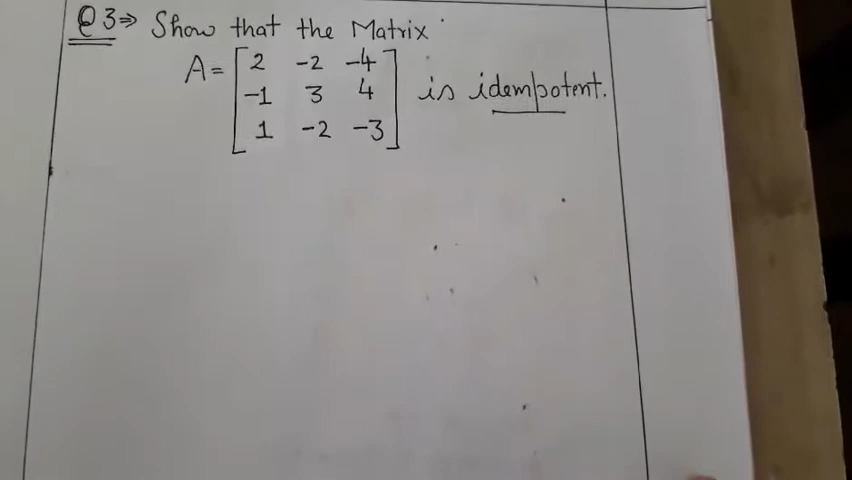 Q3⇒ Show that the Matrix
A= [ 2 -2 -4
-1 3 4
1 -2 -3 ] is idempotent.